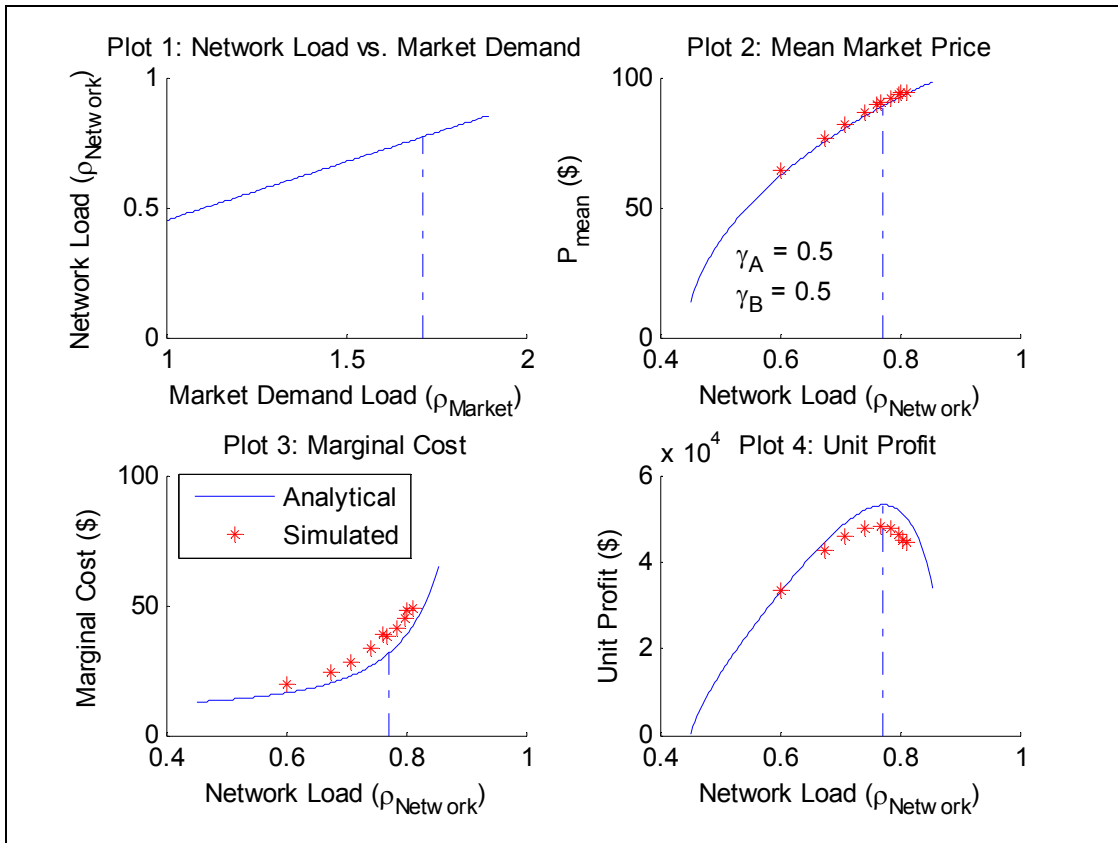 Plot 1: Network Load vs. Market Demand
Network Load (ρNetwork)
1
0.5
0
1
1.5
2
Market Demand Load (ρMarket)
Plot 2: Mean Market Price
Pmean ($)
100
50
0
γA = 0.5
γB = 0.5
0.4
0.6
0.8
1
Network Load (ρNetwork)
Plot 3: Marginal Cost
Marginal Cost ($)
100
50
0
Analytical
Simulated
0.4
0.6
0.8
1
Network Load (ρNetwork)
x 10^4
Plot 4: Unit Profit
Unit Profit ($)
6
4
2
0
0.4
0.6
0.8
1
Network Load (ρNetwork)